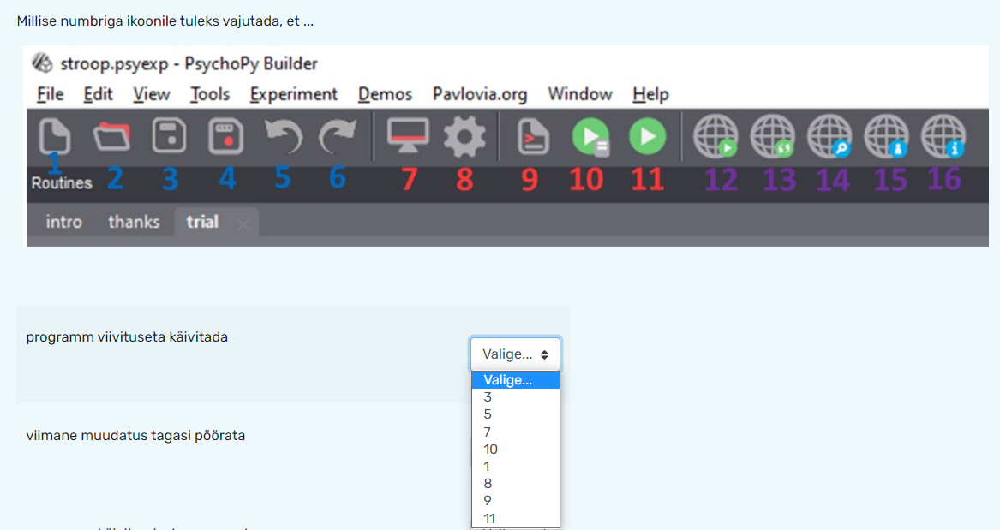 Millise numbriga ikoonile tuleks vajutada, et ...
stroop.psyexp - PsychoPy Builder
File Edit View Tools Experiment Demos Pavlovia.org Window Help
1 2 3 4 5 6 7 8 9 10 11 12 13 14 15 16
Routines
intro thanks trial
programm viivituseta käivitada
Valige...
Valige...
3
5
7
10
1
8
9
11
viimane muudatus tagasi pöörata